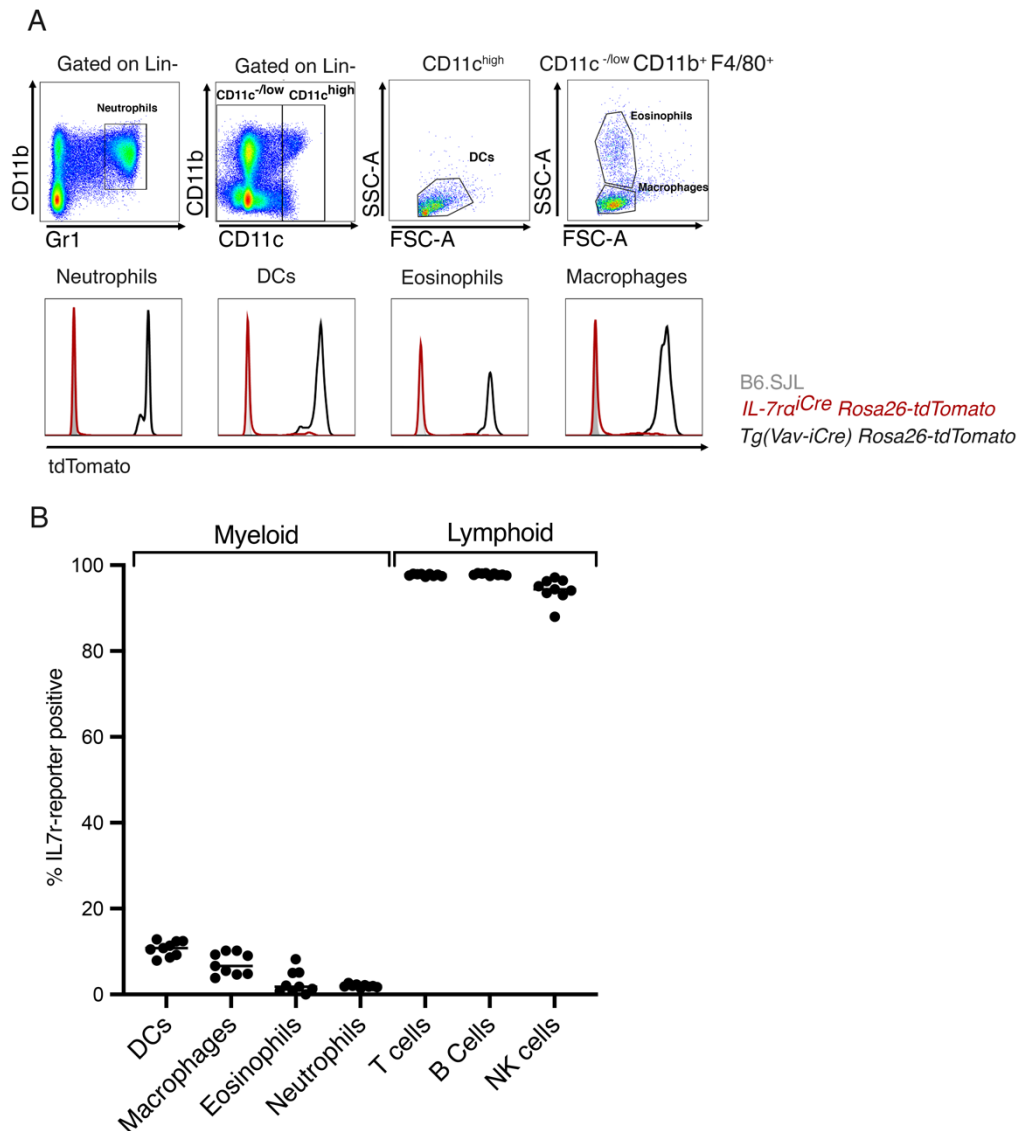 A
Gated on Lin-
Gated on Lin-
CD11c^high
CD11c ^-/low CD11b⁺ F4/80⁺
Neutrophils
CD11c^-/low
CD11c^high
DCs
Eosinophils
Macrophages
CD11b
CD11b
SSC-A
SSC-A
Gr1
CD11c
FSC-A
FSC-A
Neutrophils
DCs
Eosinophils
Macrophages
B6.SJL
IL-7rα^iCre Rosa26-tdTomato
Tg(Vav-iCre) Rosa26-tdTomato
tdTomato
B
Myeloid
Lymphoid
% IL7r-reporter positive
100
80
60
40
20
0
DCs
Macrophages
Eosinophils
Neutrophils
T cells
B Cells
NK cells